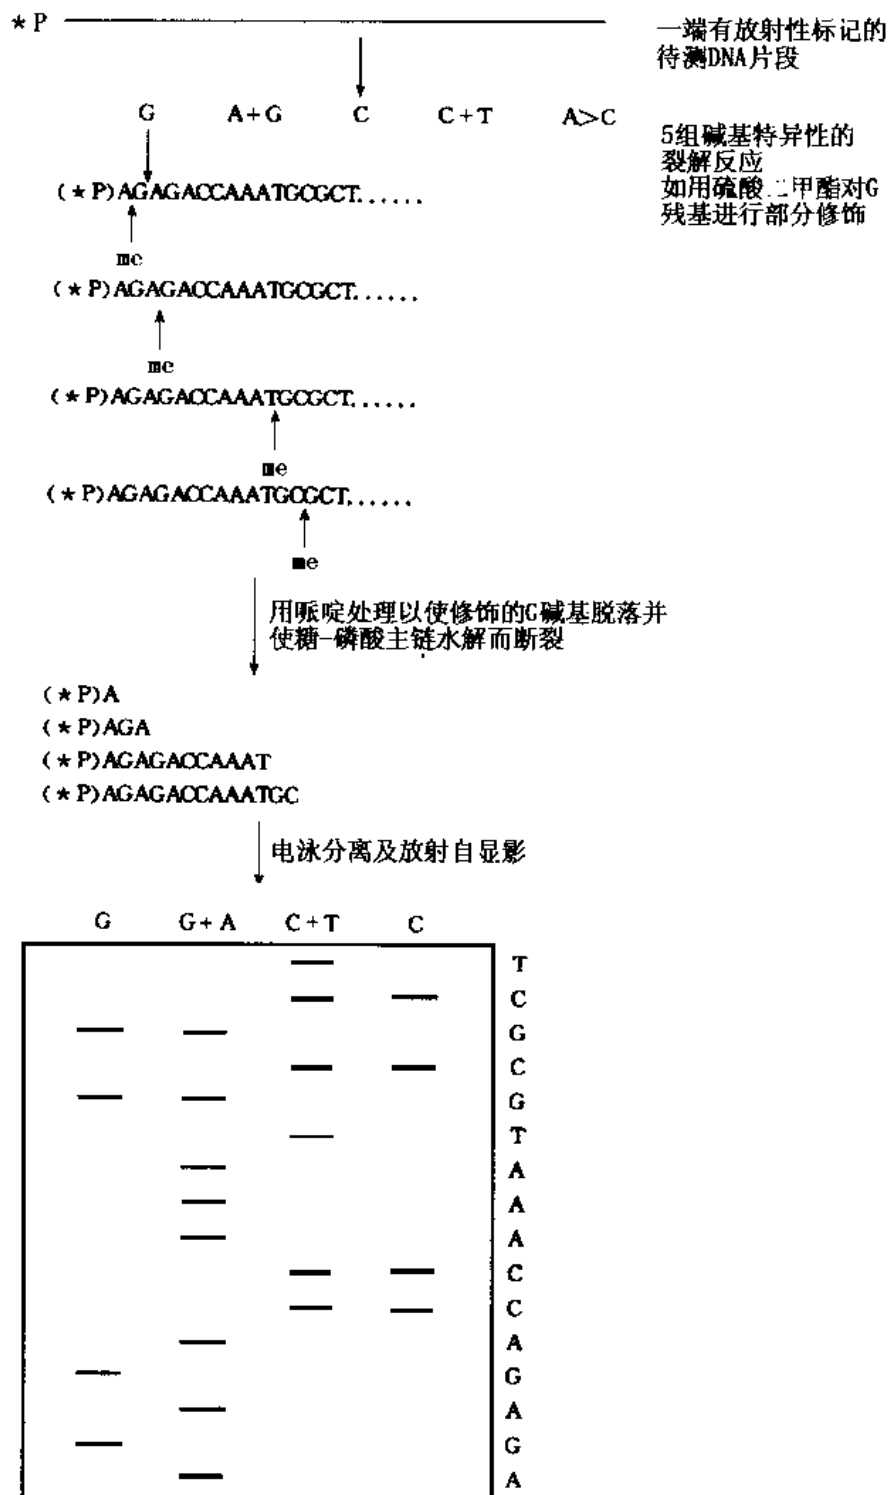 ★P
一端有放射性标记的
待测DNA片段
G A+G C C+T A>C
5组碱基特异性的
裂解反应
如用硫酸二甲酯对G
残基进行部分修饰
(★P)AGAGACCAAATGCGCT......
me
(★P)AGAGACCAAATGCGCT......
me
(★P)AGAGACCAAATGCGCT......
me
(★P)AGAGACCAAATGCGCT......
me
用哌啶处理以使修饰的G碱基脱落并
使糖-磷酸主链水解而断裂
(★P)A
(★P)AGA
(★P)AGAGACCAAAT
(★P)AGAGACCAAATGC
电泳分离及放射自显影
G G+A C+T C
T
C
G
C
G
T
A
A
A
C
C
A
G
A
G
A